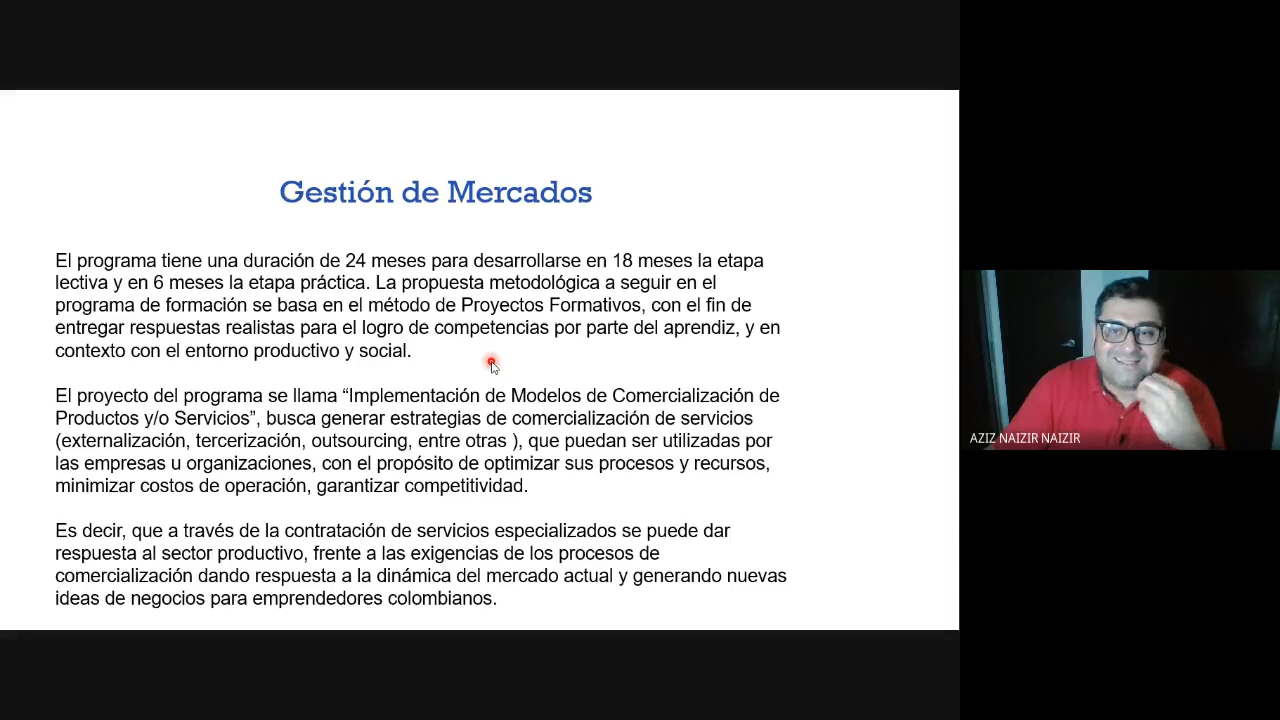 Gestión de Mercados
El programa tiene una duración de 24 meses para desarrollarse en 18 meses la etapa
lectiva y en 6 meses la etapa práctica. La propuesta metodológica a seguir en el
programa de formación se basa en el método de Proyectos Formativos, con el fin de
entregar respuestas realistas para el logro de competencias por parte del aprendiz, y en
contexto con el entorno productivo y social.
El proyecto del programa se llama “Implementación de Modelos de Comercialización de
Productos y/o Servicios”, busca generar estrategias de comercialización de servicios
(externalización, tercerización, outsourcing, entre otras ), que puedan ser utilizadas por
las empresas u organizaciones, con el propósito de optimizar sus procesos y recursos,
minimizar costos de operación, garantizar competitividad.
Es decir, que a través de la contratación de servicios especializados se puede dar
respuesta al sector productivo, frente a las exigencias de los procesos de
comercialización dando respuesta a la dinámica del mercado actual y generando nuevas
ideas de negocios para emprendedores colombianos.
AZIZ NAIZIR NAIZIR